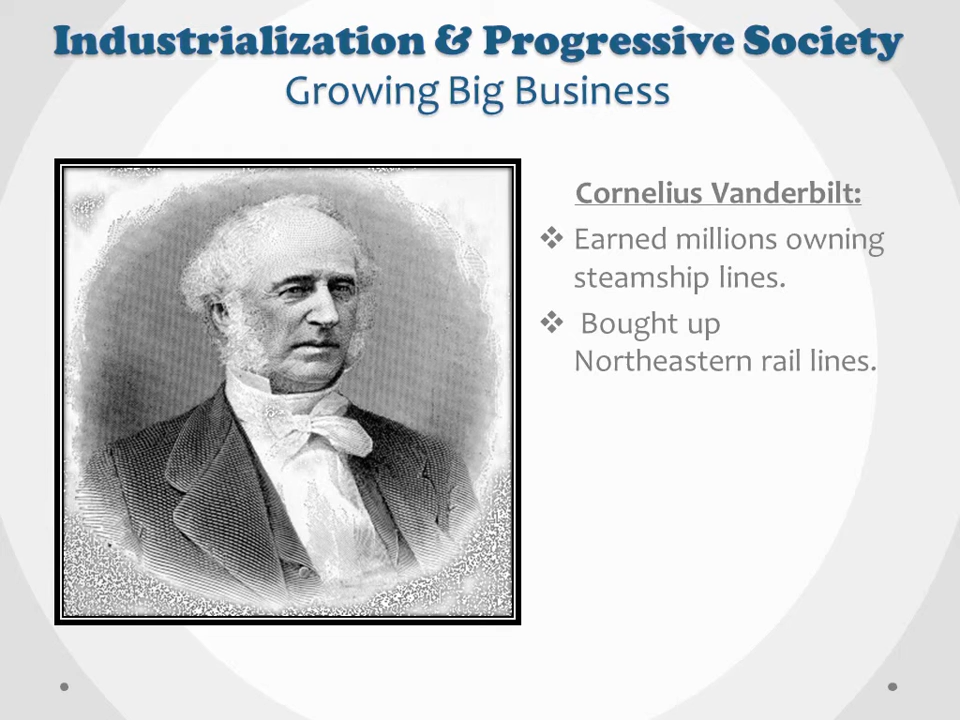 Industrialization & Progressive Society
Growing Big Business
Cornelius Vanderbilt:
❖ Earned millions owning
steamship lines.
❖ Bought up
Northeastern rail lines.